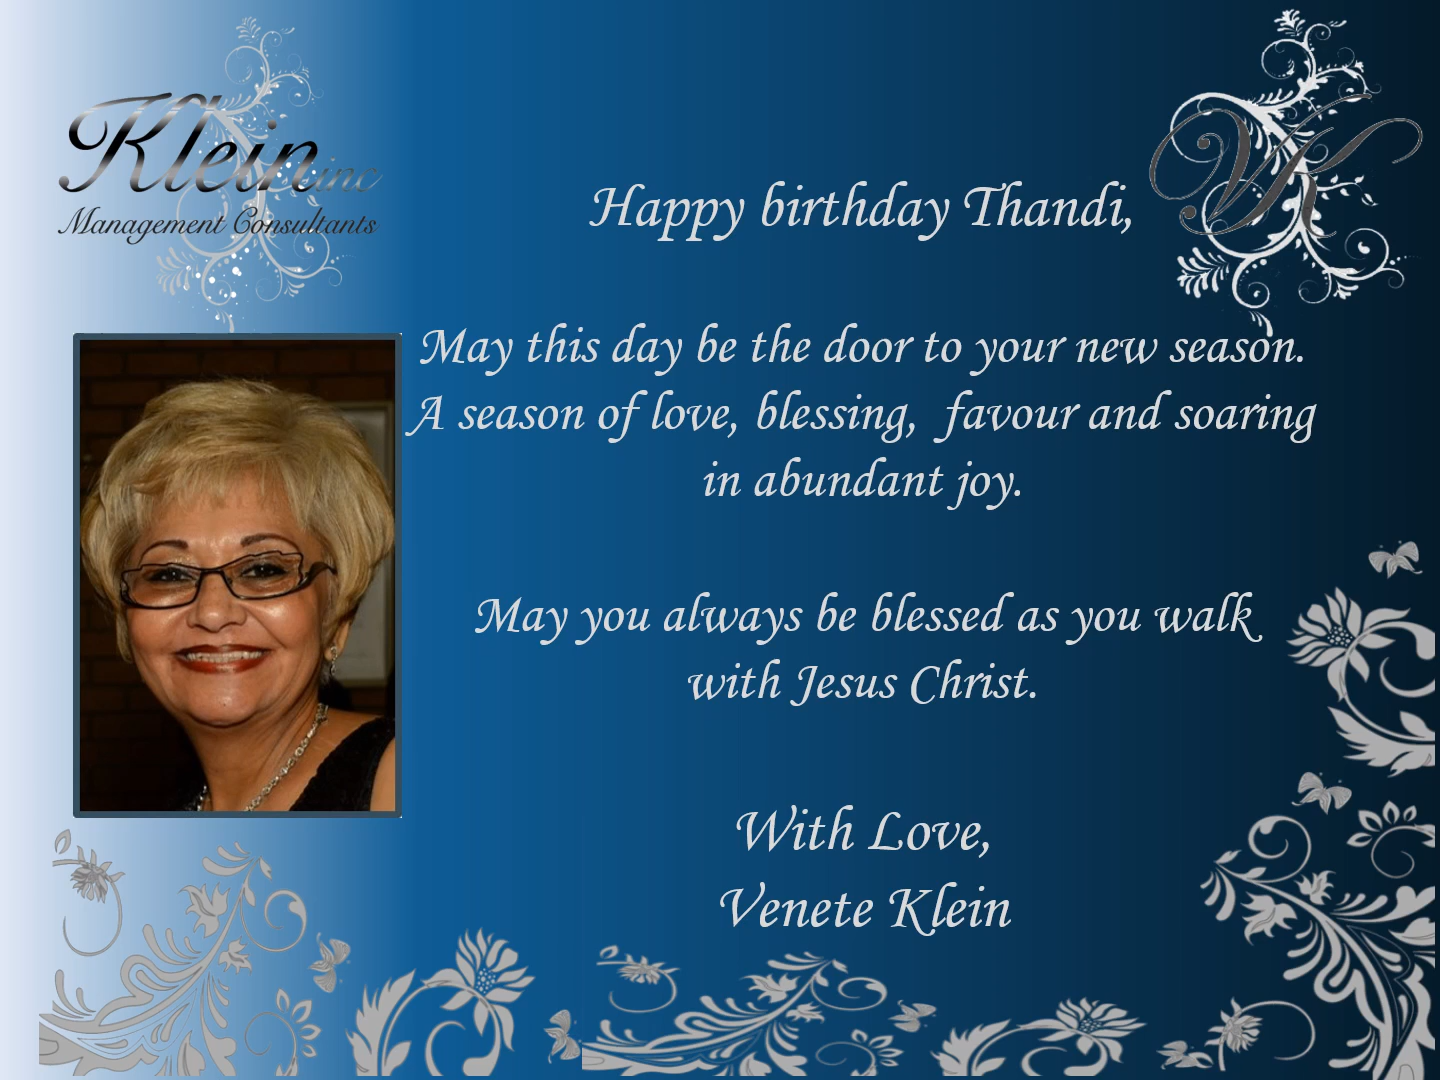 Klein inc
Management Consultants
VK
Happy birthday Thandi,
May this day be the door to your new season.
A season of love, blessing, favour and soaring
in abundant joy.
May you always be blessed as you walk
with Jesus Christ.
With Love,
Venete Klein